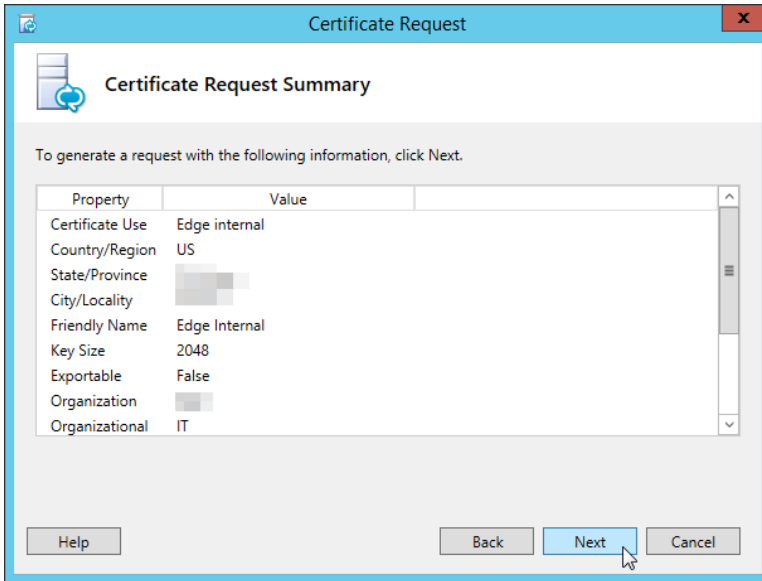 Certificate Request
x
Certificate Request Summary
To generate a request with the following information, click Next.
Property Value
Certificate Use Edge internal
Country/Region US
State/Province
City/Locality
Friendly Name Edge Internal
Key Size 2048
Exportable False
Organization
Organizational IT
Help Back Next Cancel